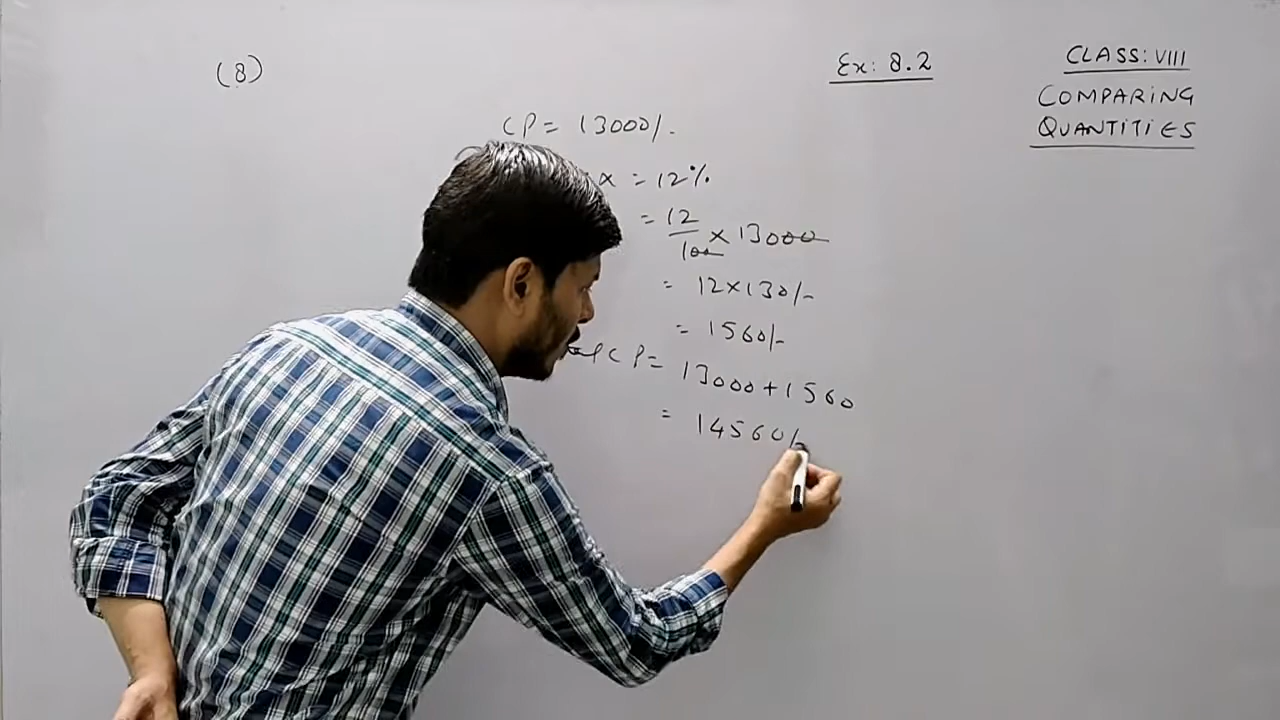 (8)
Ex: 8.2
CLASS: VIII
COMPARING
QUANTITIES
CP = 13000/-
= 12%
= 12/100 × 13000
= 12×130/-
= 1560/-
CP = 13000+1560
= 14560/-